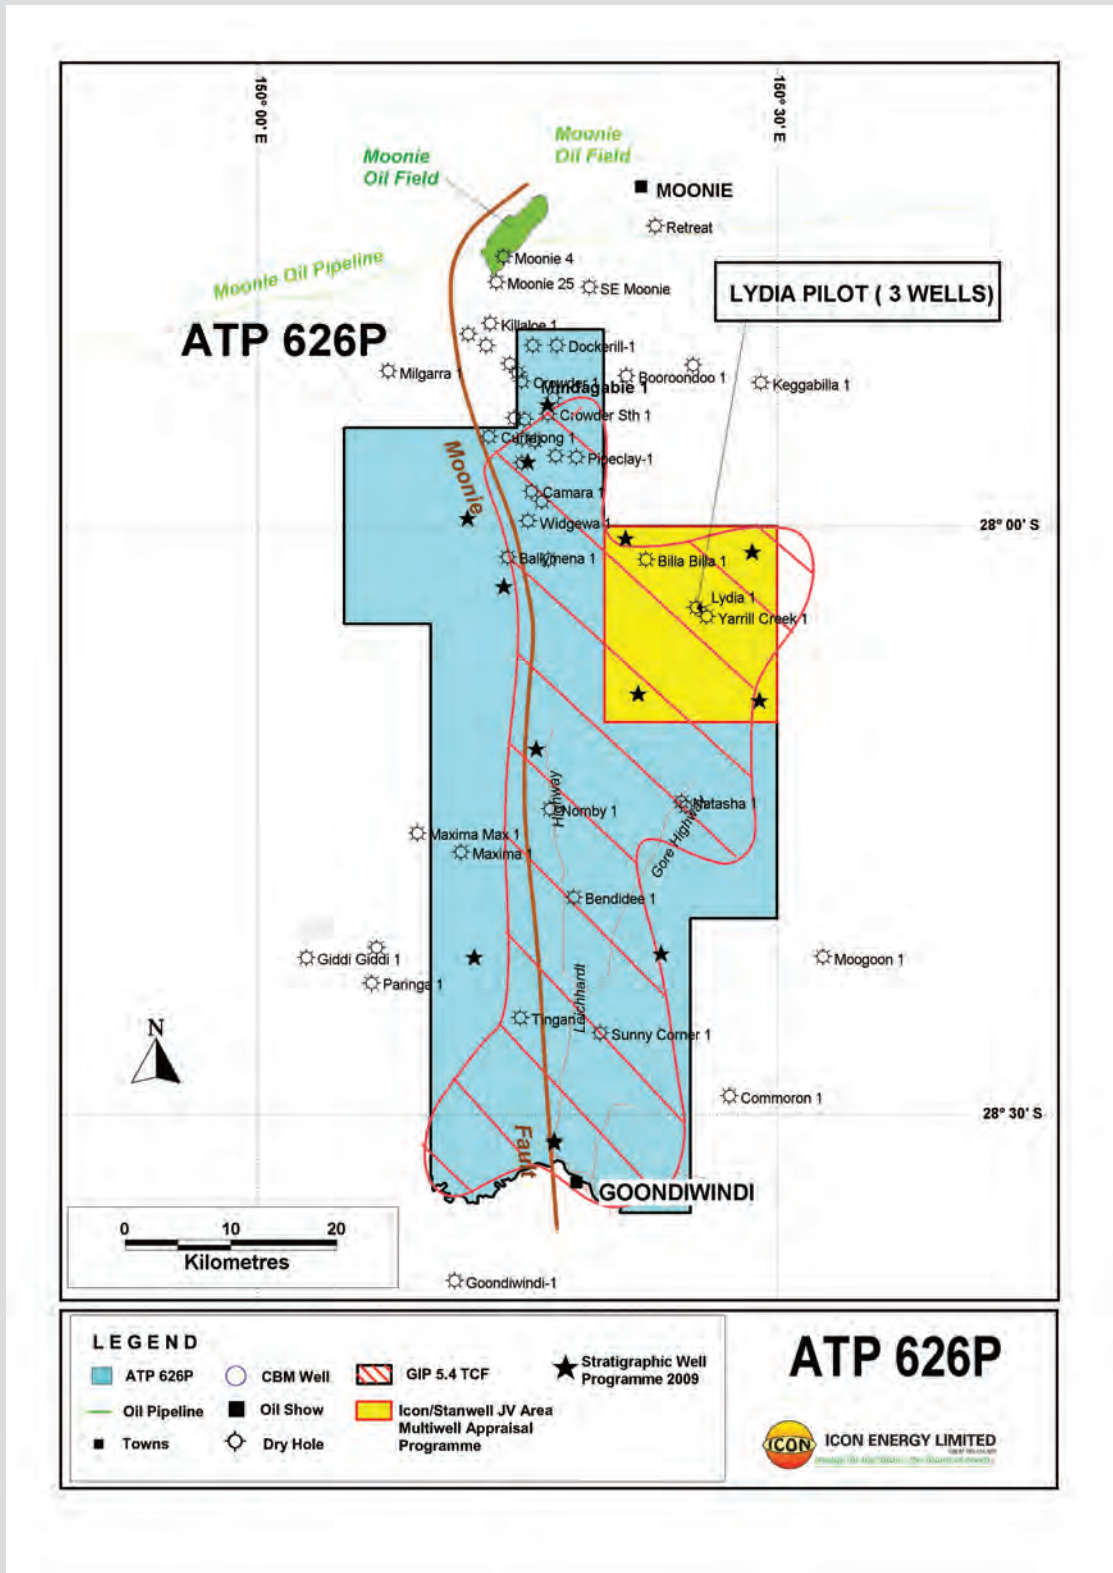 150° 00' E
150° 30' E
Moonie
Oil Field
Moonie
Oil Field
MOONIE
Retreat
Moonie 4
Moonie 25
SE Moonie
Moonie Oil Pipeline
LYDIA PILOT ( 3 WELLS)
ATP 626P
Killaloe 1
Dockerill-1
Milgarra 1
Booroondoo 1
Keggabilla 1
Crowder 1
Mindagabie 1
Crowder Sth 1
Currajong 1
Moonie
Pipeclay-1
Camara 1
Widgewa 1
28° 00' S
Ballymena 1
Billa Billa 1
Lydia 1
Yarrill Creek 1
Highway
Nomby 1
Natasha 1
Gore Highway
Maxima Max 1
Maxima 1
Bendidee 1
Giddi Giddi 1
Moogoon 1
Paringa 1
Leichhardt
Tingan
Sunny Corner 1
N
Commoron 1
28° 30' S
Fault
GOONDIWINDI
0 10 20
Kilometres
Goondiwindi-1
LEGEND
ATP 626P
CBM Well
GIP 5.4 TCF
Stratigraphic Well
Programme 2009
Oil Pipeline
Oil Show
Icon/Stanwell JV Area
Multiwell Appraisal
Programme
Towns
Dry Hole
ATP 626P
ICON
ICON ENERGY LIMITED